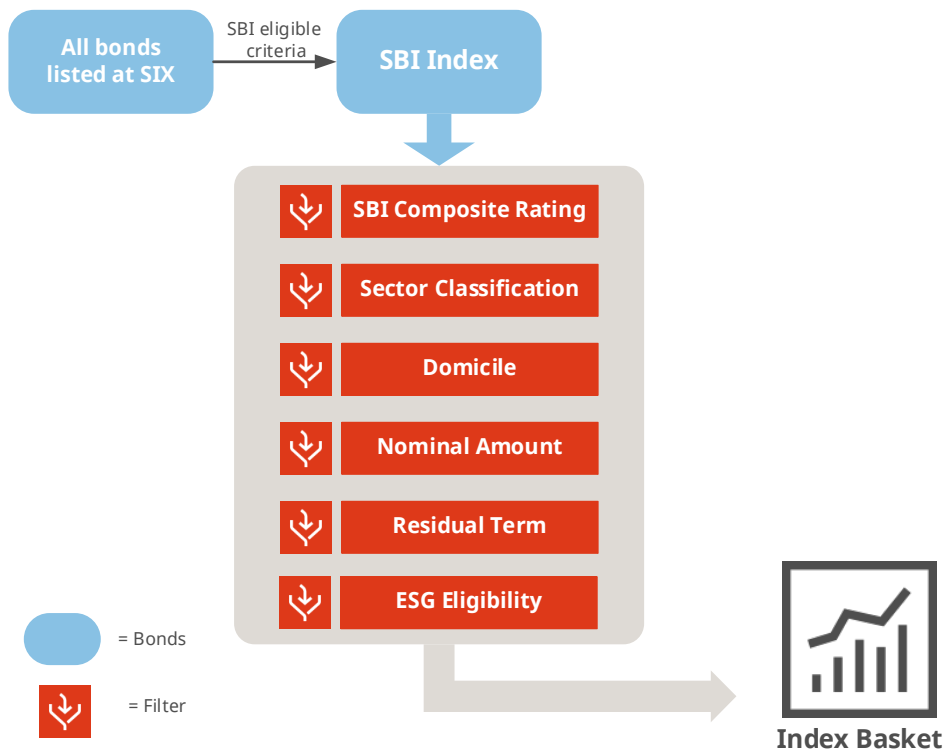 All bonds
listed at SIX
SBI eligible
criteria
SBI Index
SBI Composite Rating
Sector Classification
Domicile
Nominal Amount
Residual Term
ESG Eligibility
= Bonds
= Filter
Index Basket